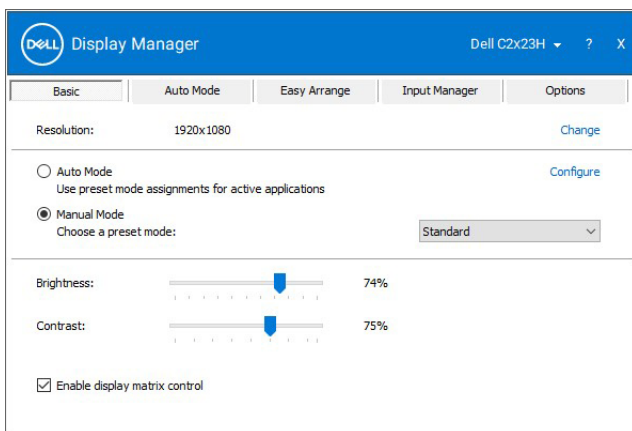 DELL Display Manager Dell C2x23H ? X
Basic Auto Mode Easy Arrange Input Manager Options
Resolution: 1920x1080 Change
Auto Mode Configure
Use preset mode assignments for active applications
Manual Mode
Choose a preset mode: Standard
Brightness: 74%
Contrast: 75%
Enable display matrix control